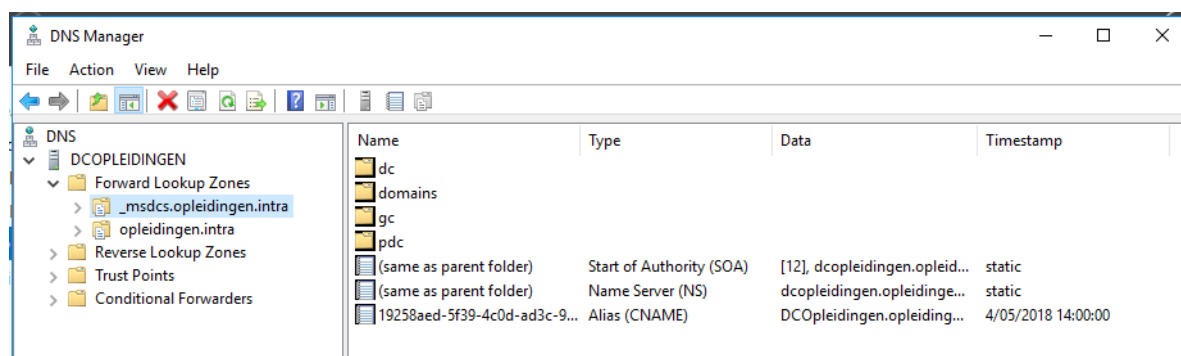 DNS Manager
File Action View Help
DNS
DCOPLEIDINGEN
Forward Lookup Zones
_msdcs.opleidingen.intra
opleidingen.intra
Reverse Lookup Zones
Trust Points
Conditional Forwarders
Name Type Data Timestamp
dc
domains
gc
pdc
(same as parent folder) Start of Authority (SOA) [12], dcopleidingen.opleid... static
(same as parent folder) Name Server (NS) dcopleidingen.opleidinge... static
19258aed-5f39-4c0d-ad3c-9... Alias (CNAME) DCOpleidingen.opleiding... 4/05/2018 14:00:00